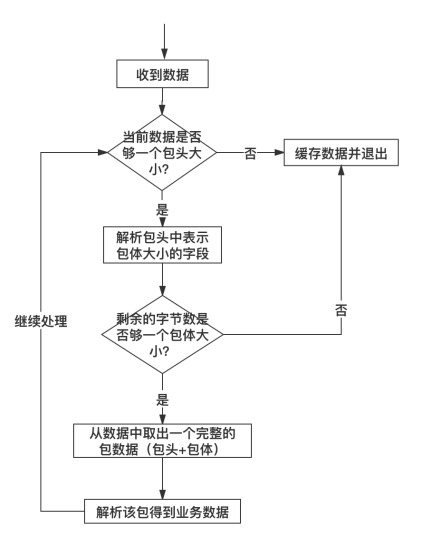 收到数据
当前数据是否
够一个包头大
小?
否
缓存数据并退出
是
解析包头中表示
包体大小的字段
剩余的字节数是
否够一个包体大
小?
否
继续处理
是
从数据中取出一个完整的
包数据（包头+包体）
解析该包得到业务数据